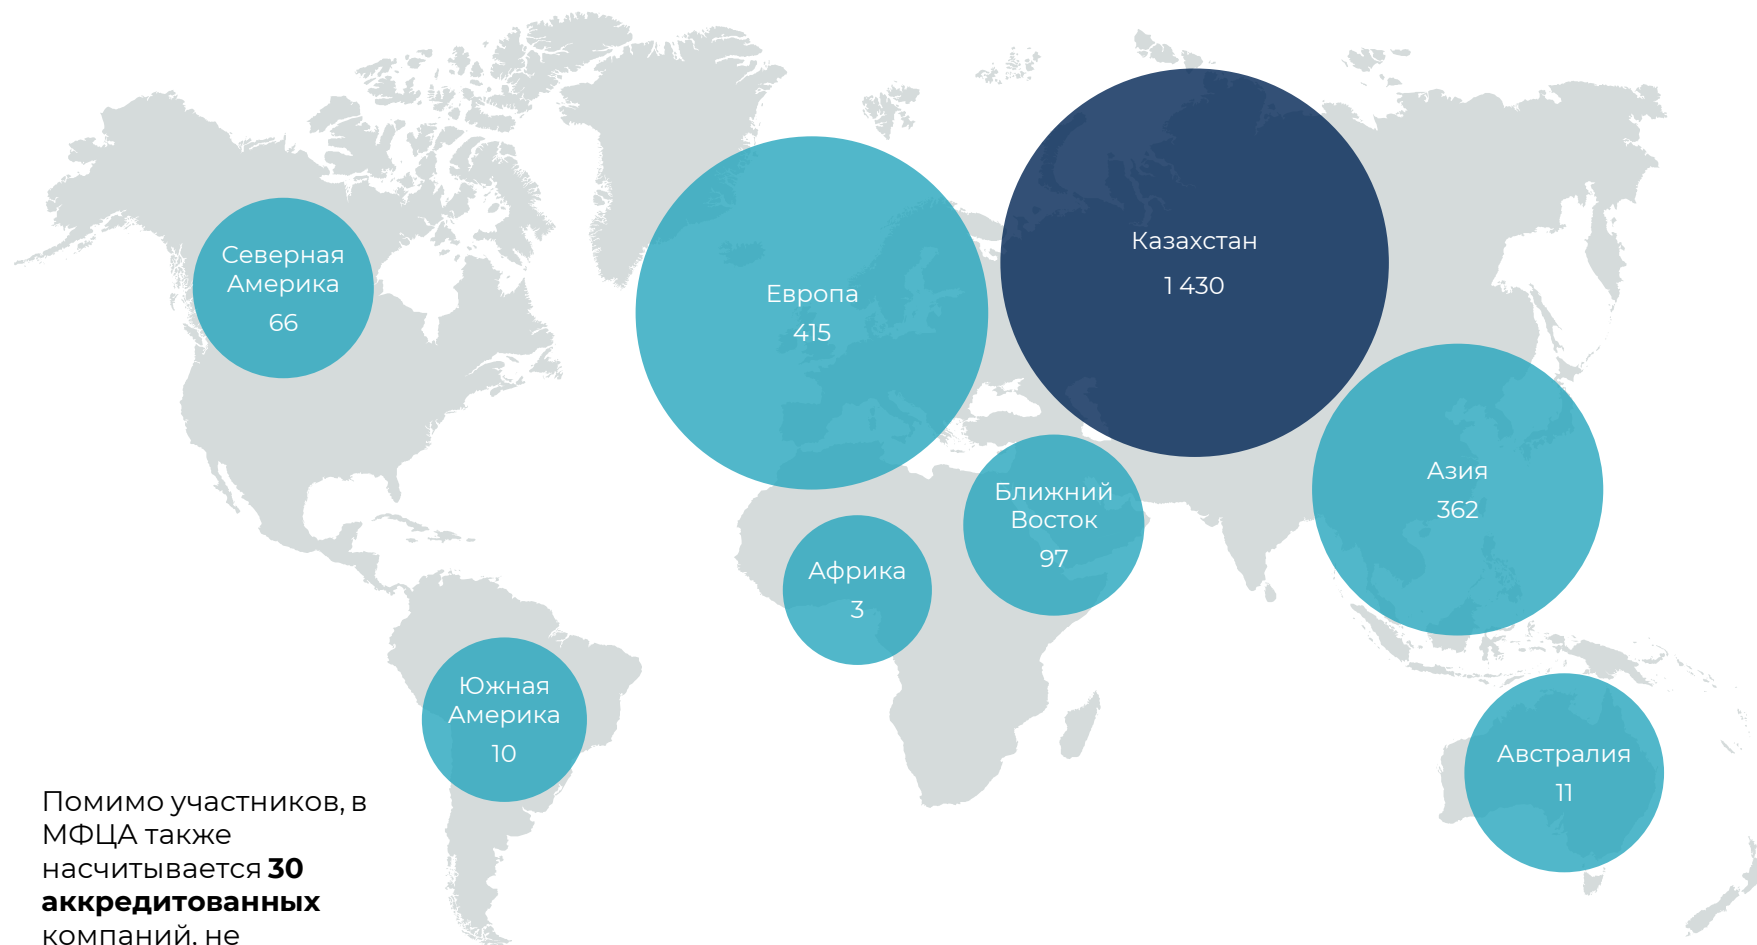 Северная
Америка
66
Европа
415
Казахстан
1 430
Азия
362
Ближний
Восток
97
Африка
3
Южная
Америка
10
Австралия
11
Помимо участников, в
МФЦА также
насчитывается 30
аккредитованных
компаний, не